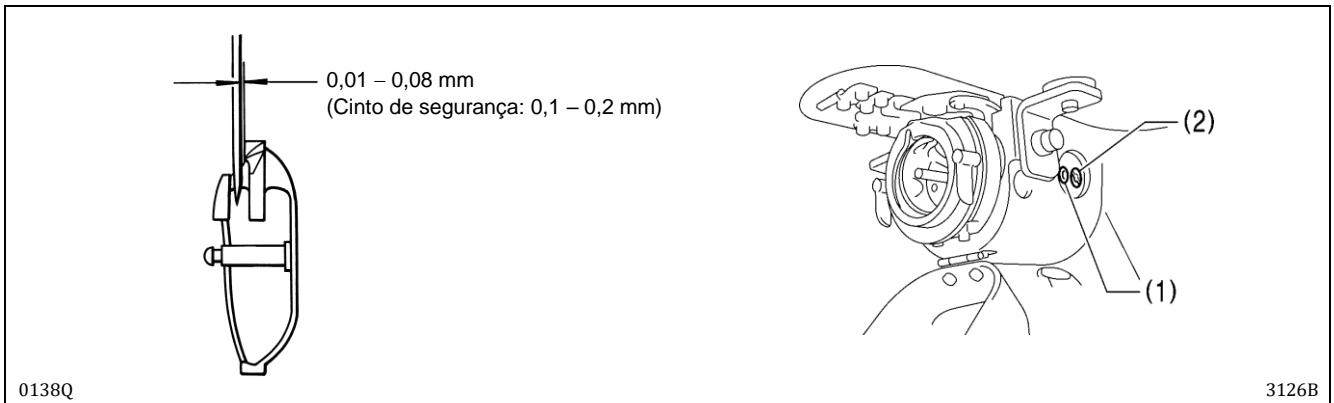 0,01 – 0,08 mm
(Cinto de segurança: 0,1 – 0,2 mm)
(2)
(1)
0138Q
3126B